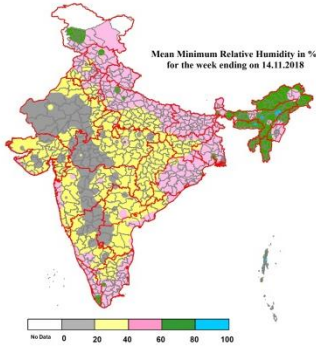 Mean Minimum Relative Humidity in %
for the week ending on 14.11.2018
No Data 0 20 40 60 80 100